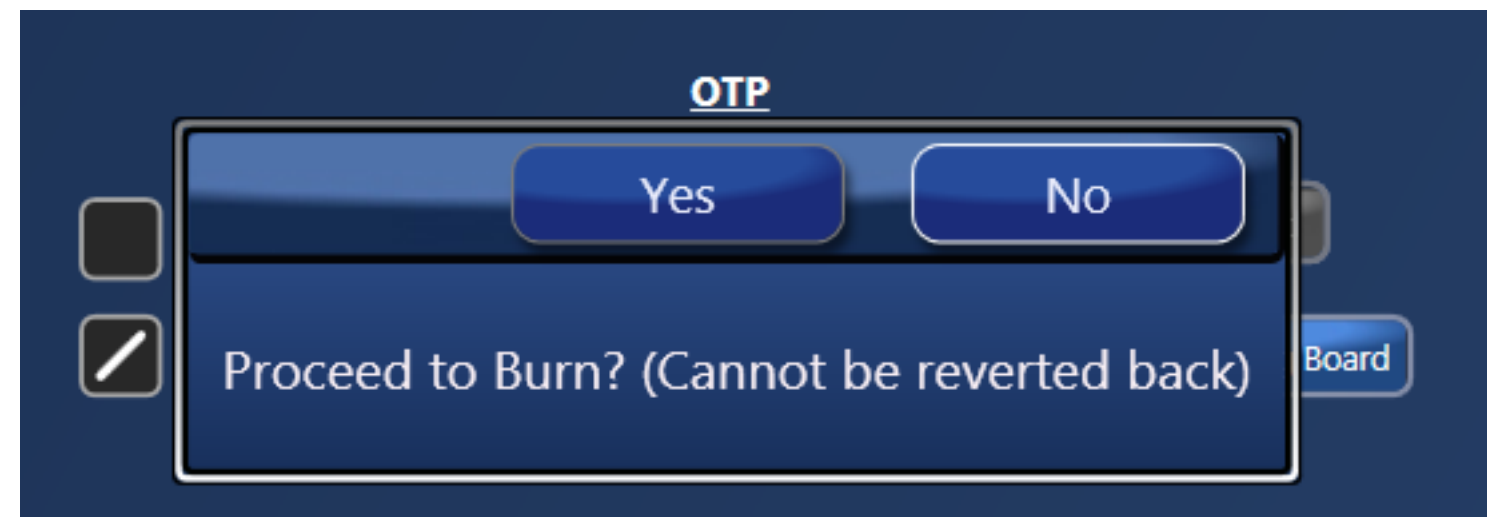 OTP
Yes
No
Proceed to Burn? (Cannot be reverted back)
Board